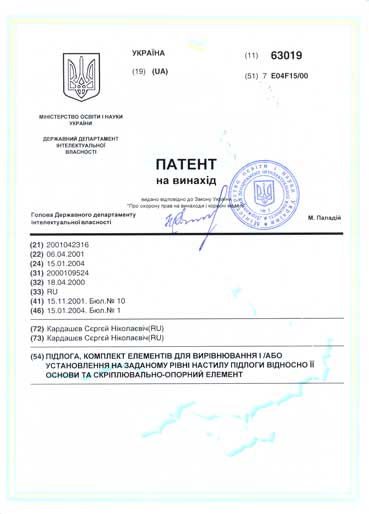 УКРАЇНА
(19) (UA)
(11) 63019
(51) 7 E04F15/00
МІНІСТЕРСТВО ОСВІТИ І НАУКИ
УКРАЇНИ
ДЕРЖАВНИЙ ДЕПАРТАМЕНТ
ІНТЕЛЕКТУАЛЬНОЇ
ВЛАСНОСТІ
ПАТЕНТ
на винахід
видано відповідно до Закону України
"Про охорону прав на винаходи і корисні моделі"
Голова Державного департаменту
інтелектуальної власності
М. Паладій
(21) 2001042316
(22) 06.04.2001
(24) 15.01.2004
(31) 2000109524
(32) 18.04.2000
(33) RU
(41) 15.11.2001. Бюл.№ 10
(46) 15.01.2004. Бюл.№ 1
(72) Кардашєв Сєргєй Ніколаєвіч(RU)
(73) Кардашєв Сєргєй Ніколаєвіч(RU)
(54) ПІДЛОГА, КОМПЛЕКТ ЕЛЕМЕНТІВ ДЛЯ ВИРІВНЮВАННЯ І /АБО
УСТАНОВЛЕННЯ НА ЗАДАНОМУ РІВНІ НАСТИЛУ ПІДЛОГИ ВІДНОСНО ЇЇ
ОСНОВИ ТА СКРІПЛЮВАЛЬНО-ОПОРНИЙ ЕЛЕМЕНТ